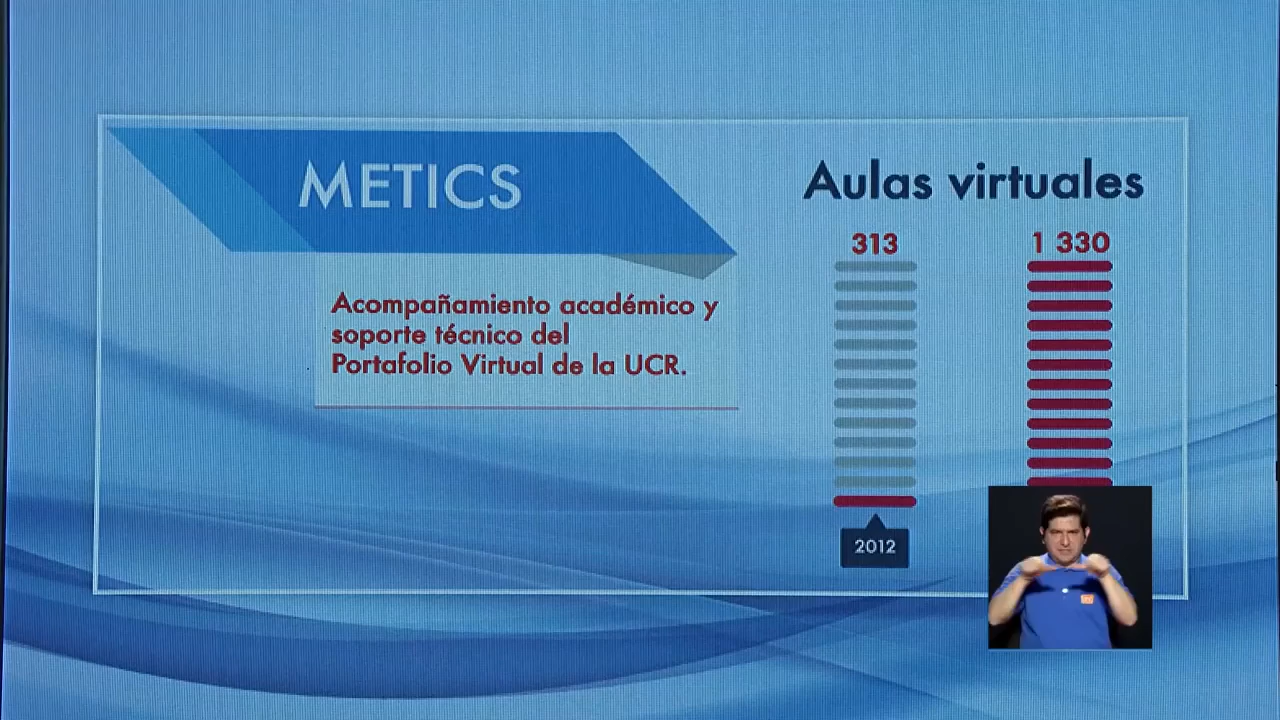 METICS
Acompañamiento académico y
soporte técnico del
Portafolio Virtual de la UCR.
Aulas virtuales
313
1 330
2012